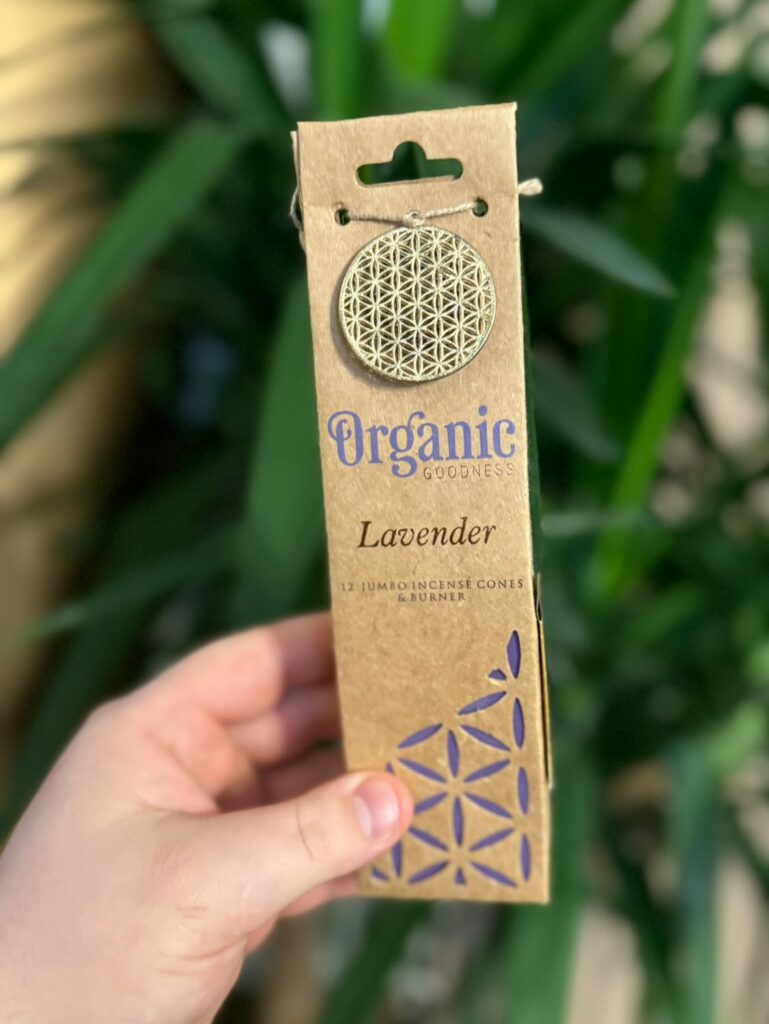 Organic
GOODNESS
Lavender
12 JUMBO INCENSE CONES
& BURNER